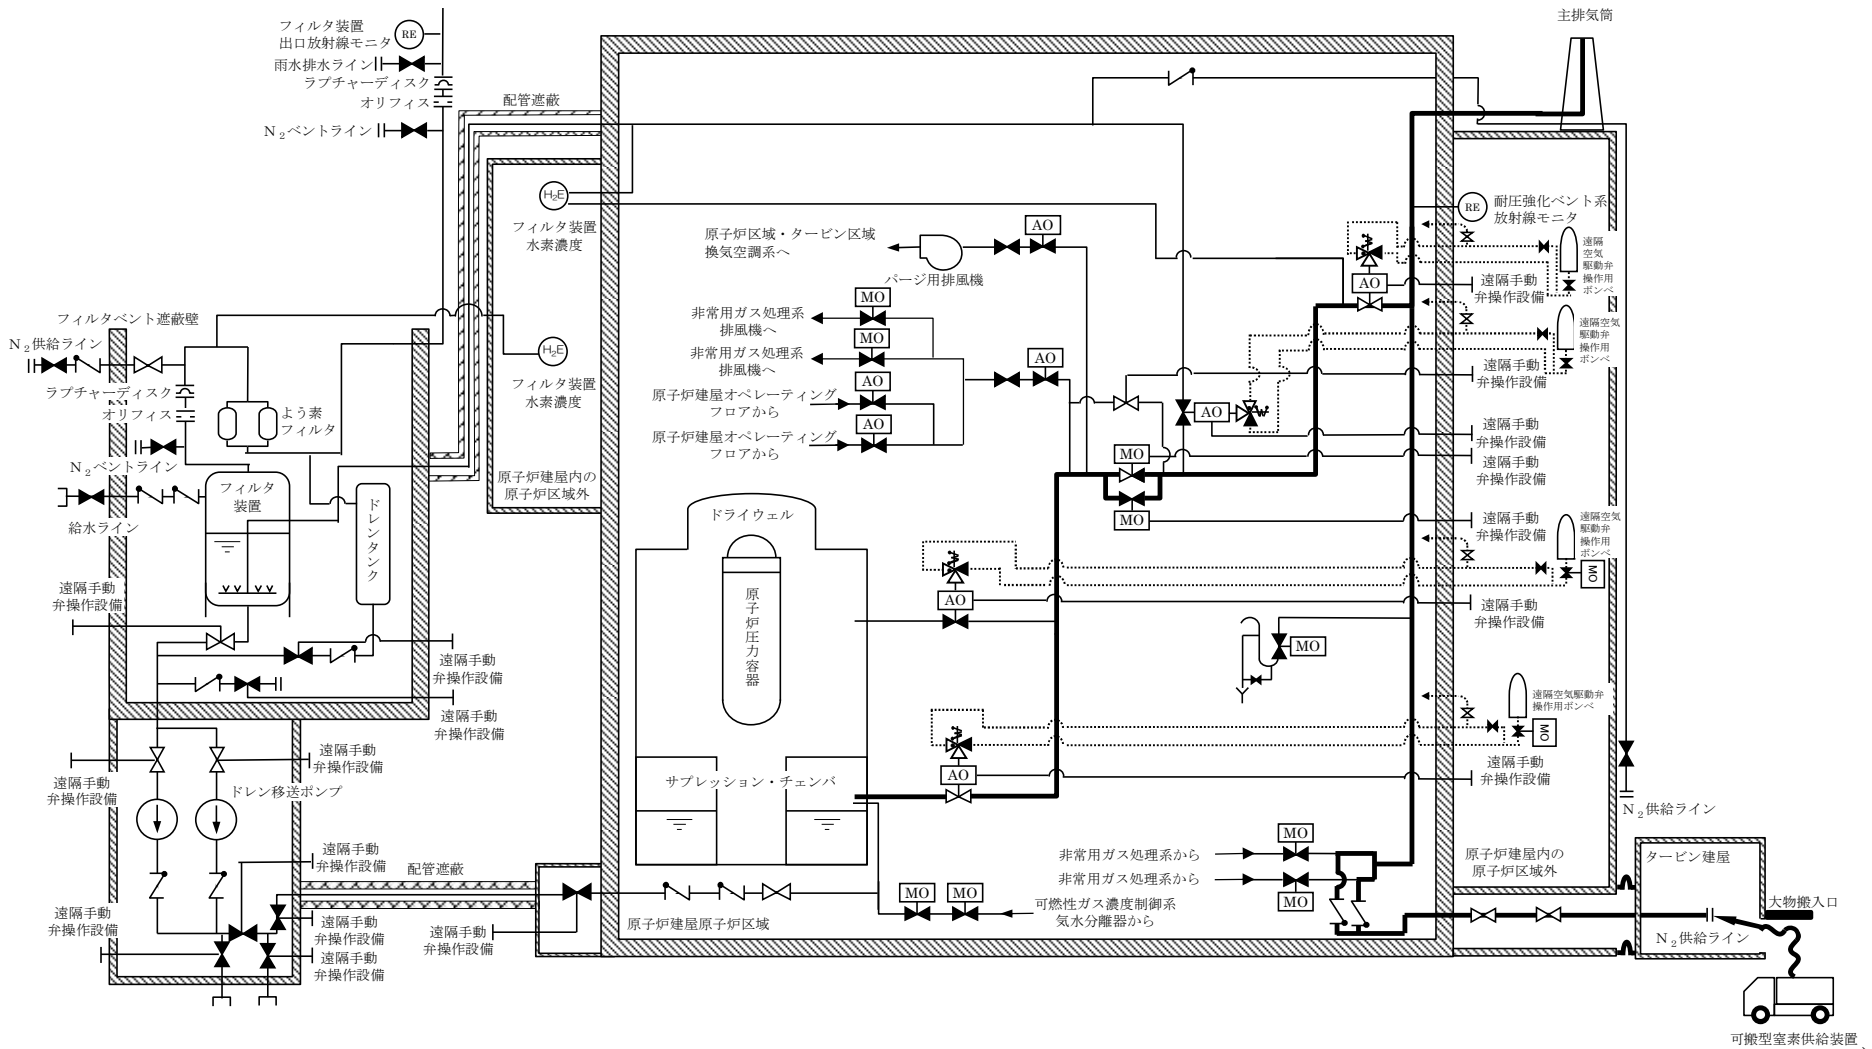 主排気筒
フィルタ装置
出口放射線モニタ
RE
雨水排水ライン
ラプチャーディスク
オリフィス
N2ベントライン
配管遮蔽
H2E
フィルタ装置
水素濃度
H2E
フィルタ装置
水素濃度
原子炉建屋内の
原子炉区域外
フィルタベント遮蔽壁
N2供給ライン
ラプチャーディスク
オリフィス
よう素
フィルタ
N2ベントライン
給水ライン
フィルタ
装置
ドレンタンク
遠隔手動
弁操作設備
遠隔手動
弁操作設備
遠隔手動
弁操作設備
遠隔手動
弁操作設備
遠隔手動
弁操作設備
ドレン移送ポンプ
遠隔手動
弁操作設備
遠隔手動
弁操作設備
遠隔手動
弁操作設備
遠隔手動
弁操作設備
配管遮蔽
遠隔手動
弁操作設備
原子炉区域・タービン区域
換気空調系へ
パージ用排風機
AO
非常用ガス処理系
排風機へ
MO
非常用ガス処理系
排風機へ
MO
原子炉建屋オペレーティング
フロアから
AO
原子炉建屋オペレーティング
フロアから
AO
AO
AO
AO
MO
MO
ドライウェル
原子炉圧力容器
AO
AO
サプレッション・チェンバ
MO
非常用ガス処理系から
MO
非常用ガス処理系から
MO
MO
MO
可燃性ガス濃度制御系
気水分離器から
原子炉建屋原子炉区域
RE
耐圧強化ベント系
放射線モニタ
遠隔
空気
駆動弁
操作用
ボンベ
遠隔手動
弁操作設備
遠隔空気
駆動弁
操作用
ボンベ
遠隔手動
弁操作設備
遠隔手動
弁操作設備
遠隔手動
弁操作設備
遠隔手動
弁操作設備
遠隔空気
駆動弁
操作用
ボンベ
MO
遠隔手動
弁操作設備
遠隔空気駆動弁
操作用ボンベ
MO
遠隔手動
弁操作設備
N2供給ライン
原子炉建屋内の
原子炉区域外
タービン建屋
大物搬入口
N2供給ライン
可搬型窒素供給装置